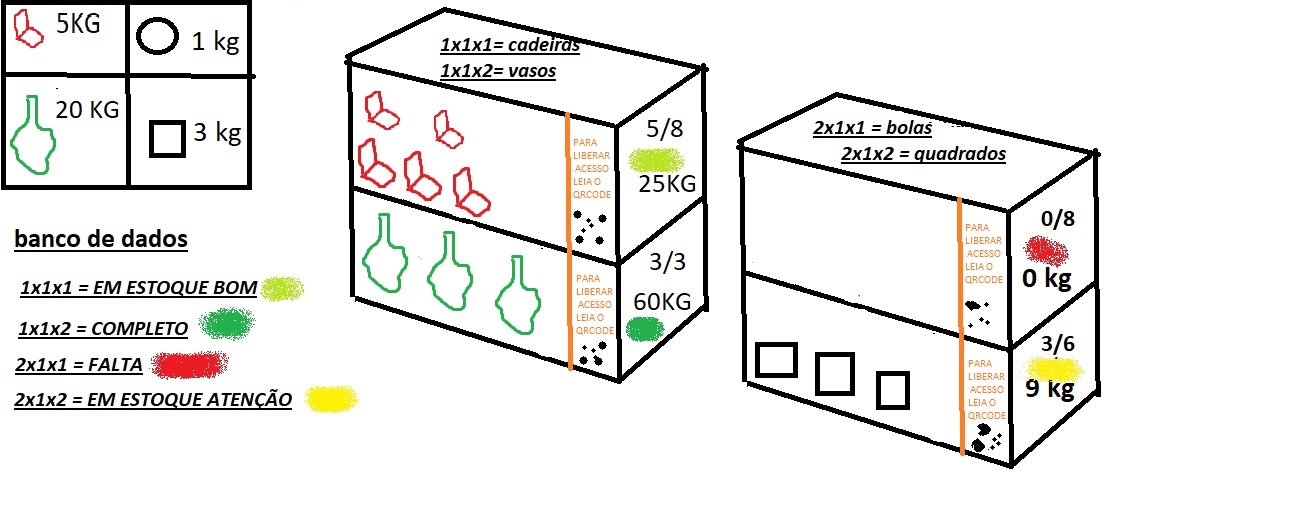 5KG
1 kg
20 KG
3 kg
banco de dados
1x1x1 = EM ESTOQUE BOM
1x1x2 = COMPLETO
2x1x1 = FALTA
2x1x2 = EM ESTOQUE ATENÇÃO
1x1x1= cadeiras
1x1x2= vasos
PARA
LIBERAR
ACESSO
LEIA O
QRCODE
5/8
25KG
PARA
LIBERAR
ACESSO
LEIA O
QRCODE
3/3
60KG
2x1x1 = bolas
2x1x2 = quadrados
PARA
LIBERAR
ACESSO
LEIA O
QRCODE
0/8
0 kg
PARA
LIBERAR
ACESSO
LEIA O
QRCODE
3/6
9 kg